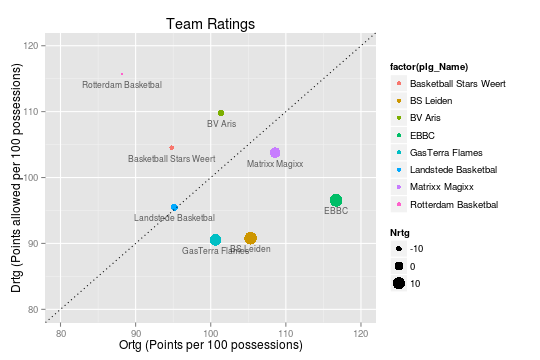 Team Ratings
Drtg (Points allowed per 100 possessions)
120
110
100
90
80
Rotterdam Basketbal
BV Aris
Basketball Stars Weert
Matrixx Magixx
Landstede Basketbal
EBBC
GasTerra Flames
BS Leiden
80
90
100
110
120
Ortg (Points per 100 possessions)
factor(plg_Name)
Basketball Stars Weert
BS Leiden
BV Aris
EBBC
GasTerra Flames
Landstede Basketbal
Matrixx Magixx
Rotterdam Basketbal
Nrtg
-10
0
10